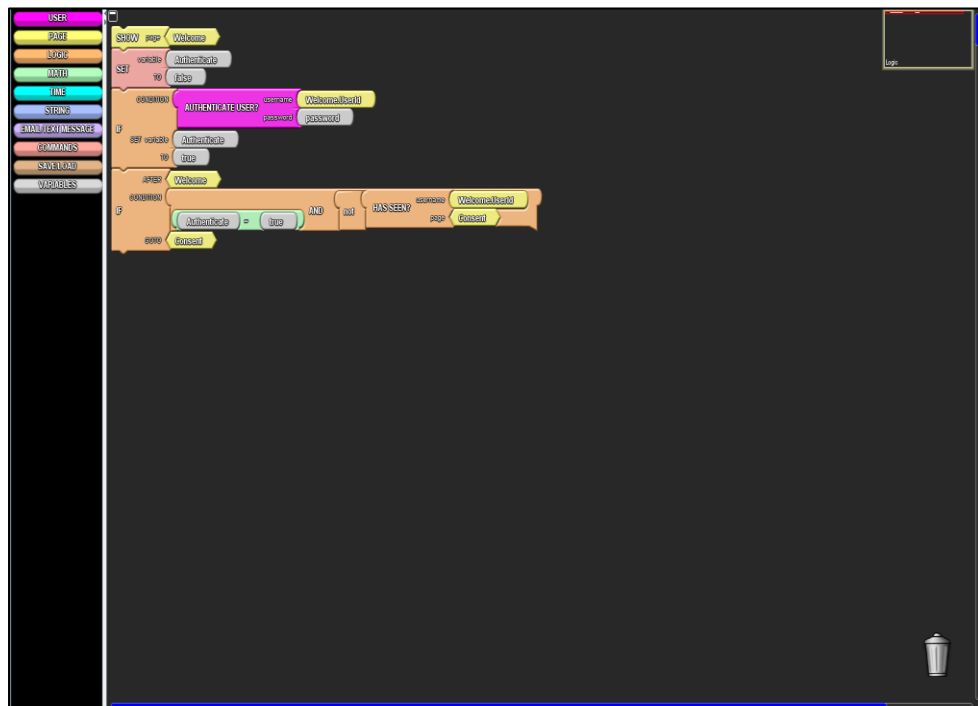 USER
PAGE
LOGIC
MATH
TIME
STRING
EMAIL/TEXT MESSAGE
COMMANDS
SAVE/LOAD
VARIABLES
SHOW page Welcome
SET variable Authenticate
TO false
IF CONDITION AUTHENTICATE USER? username Welcome.UserId
password password
SET variable Authenticate
TO true
IF AFTER Welcome
CONDITION Authenticate = true AND not HAS SEEN? username Welcome.UserId
page Consent
GOTO Consent
Logic